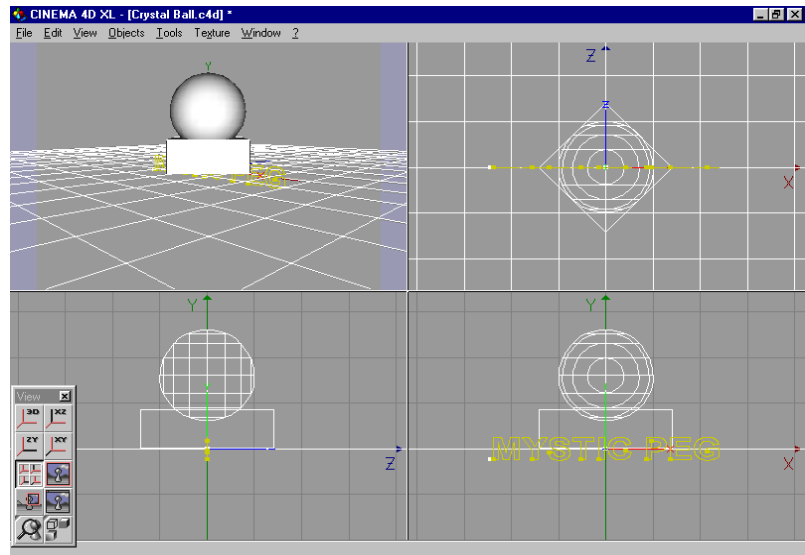 CINEMA 4D XL - [Crystal Ball.c4d] *
File Edit View Objects Tools Texture Window ?
Y
Z
Z
X
Y
Z
Y
MYSTIC PEG
X
View
3D XZ
ZY XY